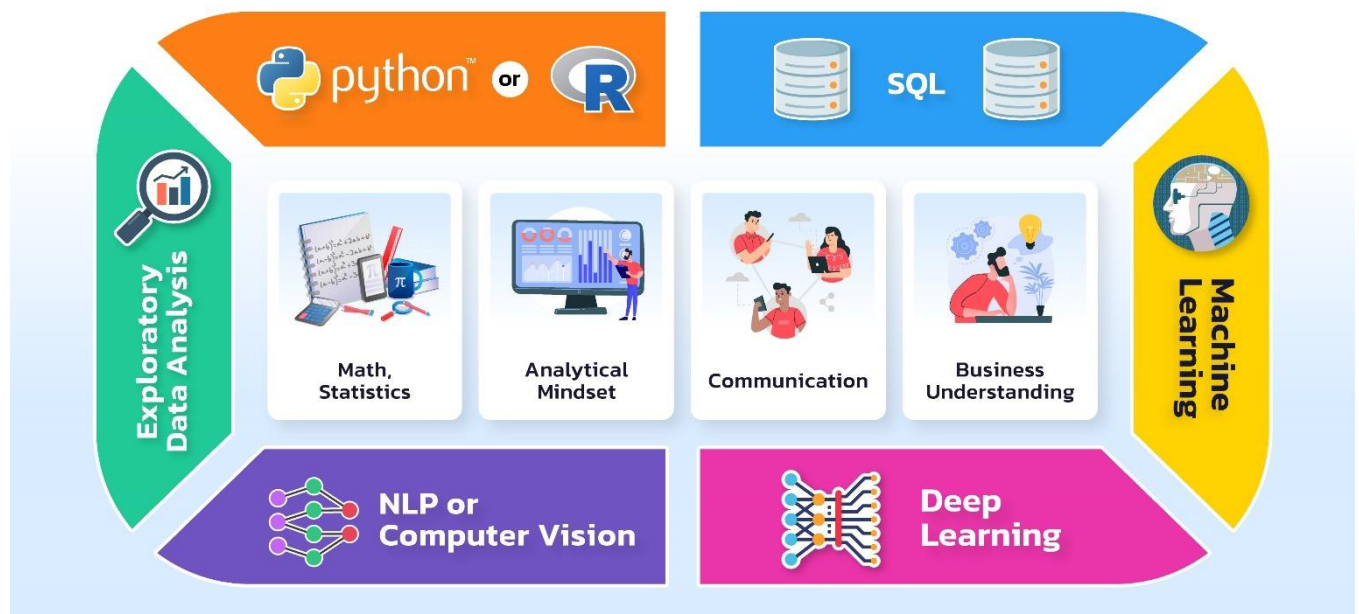 python™ or R
SQL
Exploratory
Data Analysis
Machine
Learning
π
π
Math,
Statistics
Analytical
Mindset
Communication
Business
Understanding
NLP or
Computer Vision
Deep
Learning